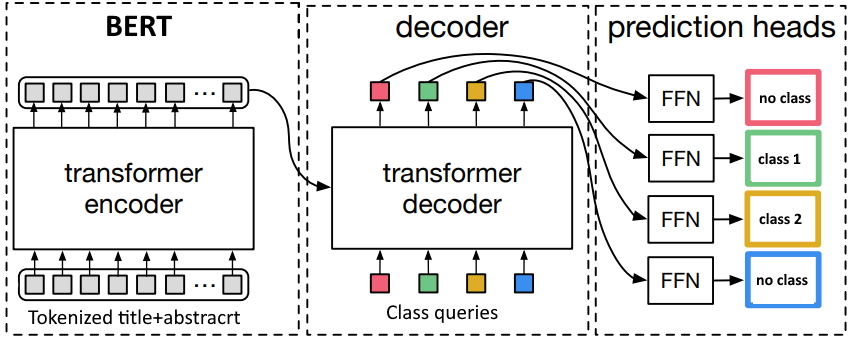 BERT
transformer
encoder
...
...
Tokenized title+abstracrt
decoder
transformer
decoder
Class queries
prediction heads
FFN
no class
FFN
class 1
FFN
class 2
FFN
no class